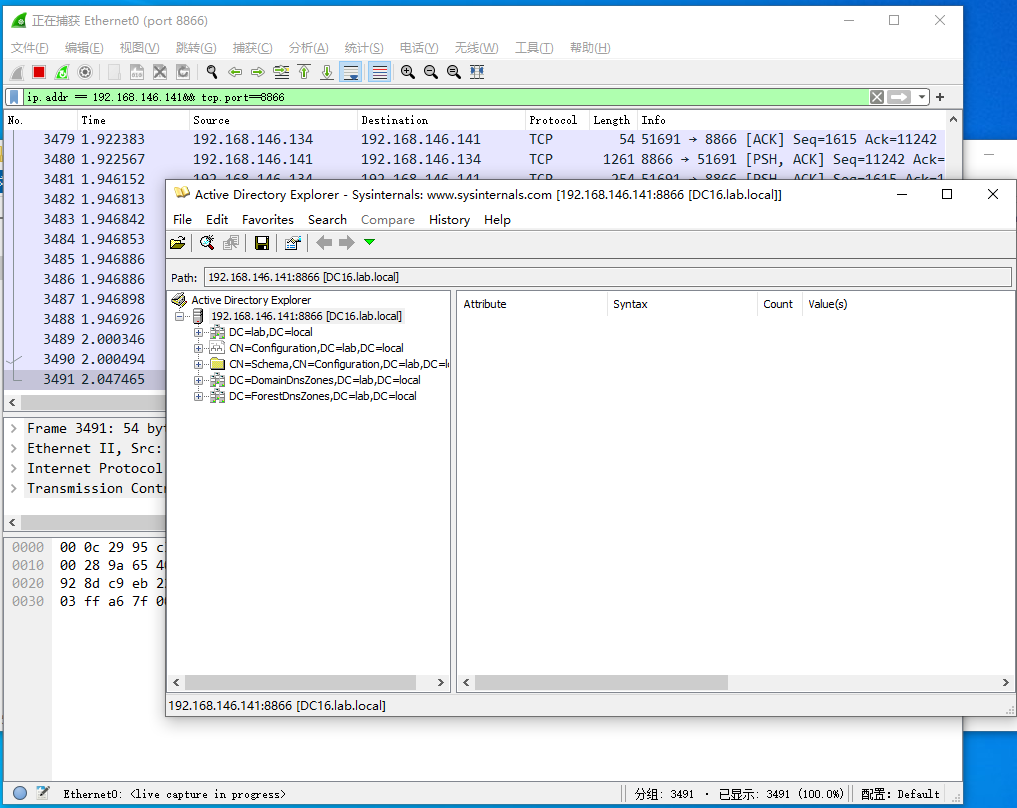 正在捕获 Ethernet0 (port 8866)
文件(F) 编辑(E) 视图(V) 跳转(G) 捕获(C) 分析(A) 统计(S) 电话(Y) 无线(W) 工具(T) 帮助(H)
ip.addr == 192.168.146.141&& tcp.port==8866
No. Time Source Destination Protocol Length Info
3479 1.922383 192.168.146.134 192.168.146.141 TCP 54 51691 → 8866 [ACK] Seq=1615 Ack=11242
3480 1.922567 192.168.146.141 192.168.146.134 TCP 1261 8866 → 51691 [PSH, ACK] Seq=11242 Ack=
3481 1.946152 192.168.146.134 192.168.146.141 TCP 254 51691 → 8866 [PSH, ACK] Seq=1615 Ack=1
3482 1.946813
3483 1.946842
3484 1.946853
3485 1.946886
3486 1.946886
3487 1.946898
3488 1.946926
3489 2.000346
3490 2.000494
3491 2.047465
Frame 3491: 54 by
Ethernet II, Src:
Internet Protocol
Transmission Contr
0000 00 0c 29 95 c
0010 00 28 9a 65 4
0020 92 8d c9 eb 2
0030 03 ff a6 7f 0
Ethernet0: <live capture in progress>
分组: 3491 · 已显示: 3491 (100.0%)
配置: Default
Active Directory Explorer - Sysinternals: www.sysinternals.com [192.168.146.141:8866 [DC16.lab.local]]
File Edit Favorites Search Compare History Help
Path: 192.168.146.141:8866 [DC16.lab.local]
Active Directory Explorer
192.168.146.141:8866 [DC16.lab.local]
DC=lab,DC=local
CN=Configuration,DC=lab,DC=local
CN=Schema,CN=Configuration,DC=lab,DC=l
DC=DomainDnsZones,DC=lab,DC=local
DC=ForestDnsZones,DC=lab,DC=local
Attribute Syntax Count Value(s)
192.168.146.141:8866 [DC16.lab.local]